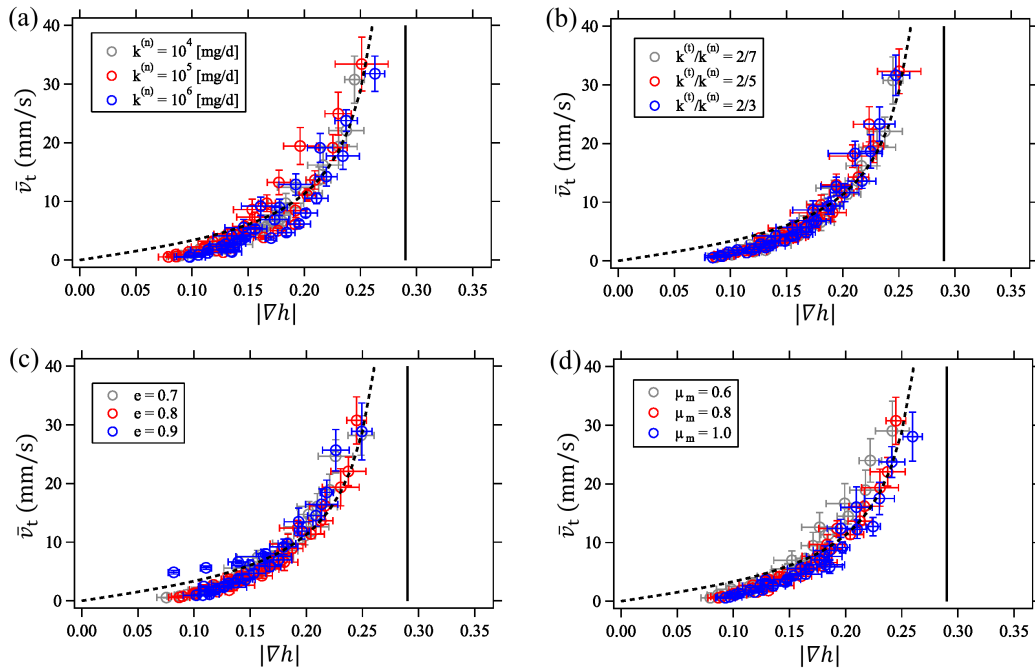 (a)
k(n) = 10^4 [mg/d]
k(n) = 10^5 [mg/d]
k(n) = 10^6 [mg/d]
40
30
20
10
0
v̄t (mm/s)
0.00 0.05 0.10 0.15 0.20 0.25 0.30 0.35
|∇h|
(b)
k(t)/k(n) = 2/7
k(t)/k(n) = 2/5
k(t)/k(n) = 2/3
40
30
20
10
0
v̄t (mm/s)
0.00 0.05 0.10 0.15 0.20 0.25 0.30 0.35
|∇h|
(c)
e = 0.7
e = 0.8
e = 0.9
40
30
20
10
0
v̄t (mm/s)
0.00 0.05 0.10 0.15 0.20 0.25 0.30 0.35
|∇h|
(d)
μm = 0.6
μm = 0.8
μm = 1.0
40
30
20
10
0
v̄t (mm/s)
0.00 0.05 0.10 0.15 0.20 0.25 0.30 0.35
|∇h|